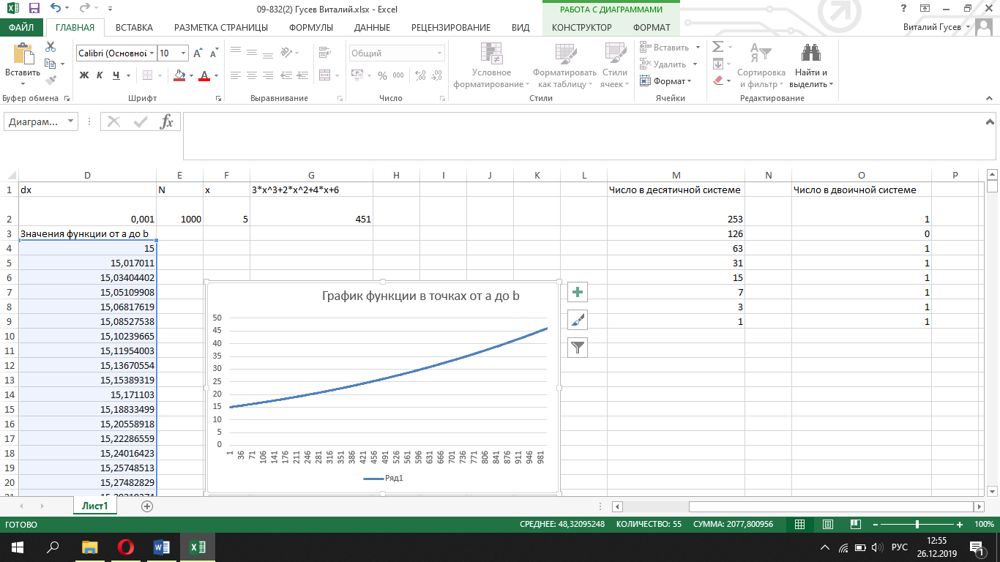 09-832(2) Гусев Виталий.xlsx - Excel
РАБОТА С ДИАГРАММАМИ
?
ФАЙЛ ГЛАВНАЯ ВСТАВКА РАЗМЕТКА СТРАНИЦЫ ФОРМУЛЫ ДАННЫЕ РЕЦЕНЗИРОВАНИЕ ВИД КОНСТРУКТОР ФОРМАТ Виталий Гусев
Вставить
Calibri (Основной 10
Ж К Ч
Общий
% 000
Условное форматирование
Форматировать как таблицу
Стили ячеек
Вставить
Удалить
Формат
Сортировка и фильтр
Найти и выделить
Буфер обмена Шрифт Выравнивание Число Стили Ячейки Редактирование
Диаграм... fx
D E F G H I J K L M N O P
1 dx N x 3*x^3+2*x^2+4*x+6 Число в десятичной системе Число в двоичной системе
2 0,001 1000 5 451 253 1
3 Значения функции от a до b 126 0
4 15 63 1
5 15,017011 31 1
6 15,03404402 15 1
7 15,05109908 7 1
8 15,06817619 3 1
9 15,08527538 1 1
10 15,10239665
11 15,11954003
12 15,13670554
13 15,15389319
14 15,171103
15 15,18833499
16 15,20558918
17 15,22286559
18 15,24016423
19 15,25748513
20 15,27482829
График функции в точках от a до b
50
45
40
35
30
25
20
15
10
5
0
1 36 71 106 141 176 211 246 281 316 351 386 421 456 491 526 561 596 631 666 701 736 771 806 841 876 911 946 981
Ряд1
Лист1
ГОТОВО СРЕДНЕЕ: 48,32095248 КОЛИЧЕСТВО: 55 СУММА: 2077,800956 100%
РУС
12:55
26.12.2019
1